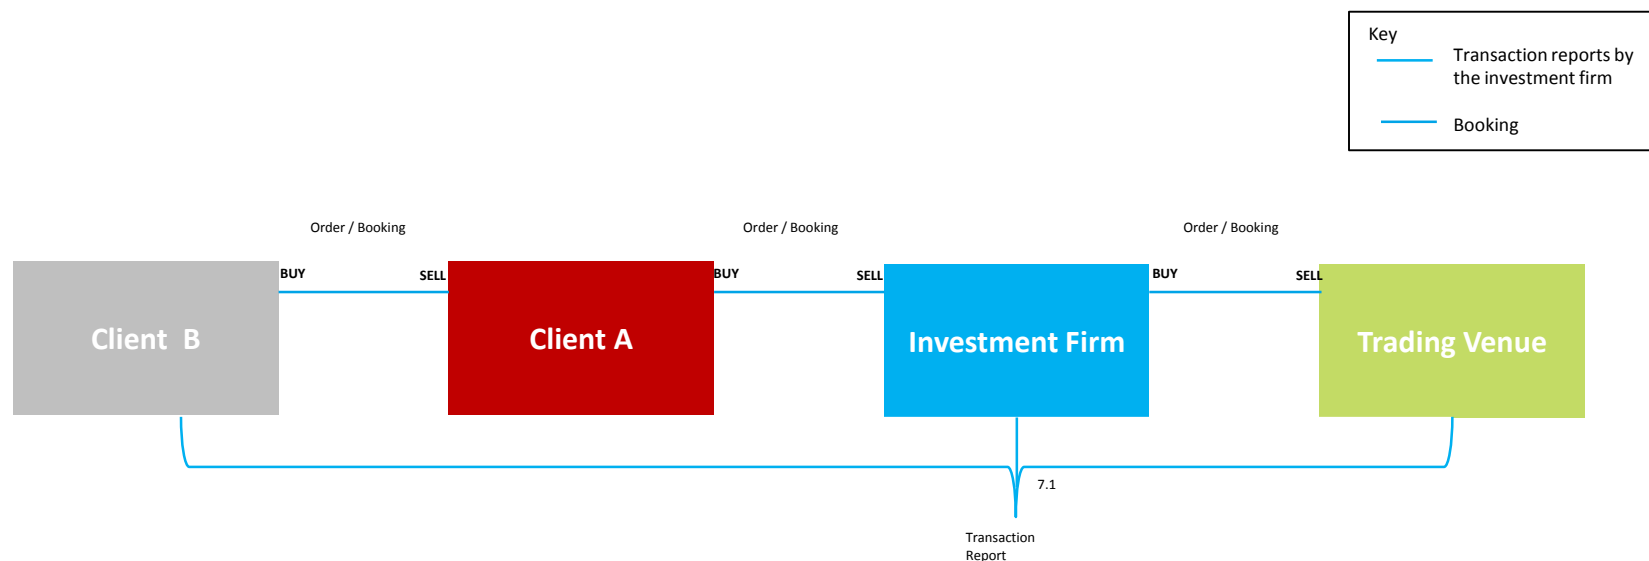 Key
Transaction reports by
the investment firm
Booking
Order / Booking
Order / Booking
Order / Booking
BUY
SELL
BUY
SELL
BUY
SELL
Client B
Client A
Investment Firm
Trading Venue
7.1
Transaction
Report